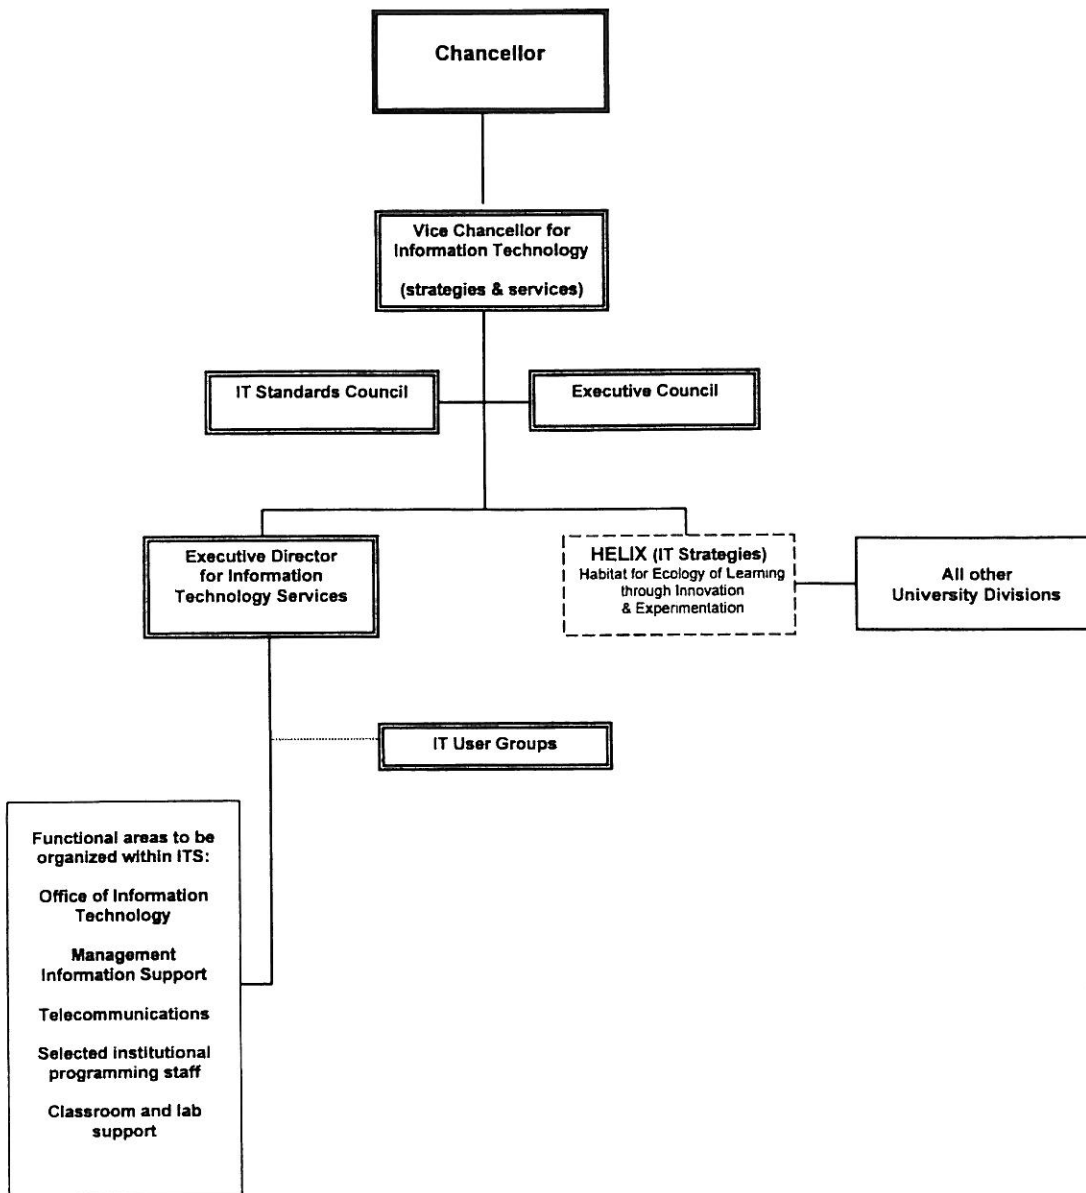 Chancellor
Vice Chancellor for
Information Technology
(strategies & services)
IT Standards Council
Executive Council
Executive Director
for Information
Technology Services
HELIX (IT Strategies)
Habitat for Ecology of Learning
through Innovation
& Experimentation
All other
University Divisions
IT User Groups
Functional areas to be
organized within ITS:
Office of Information
Technology
Management
Information Support
Telecommunications
Selected institutional
programming staff
Classroom and lab
support